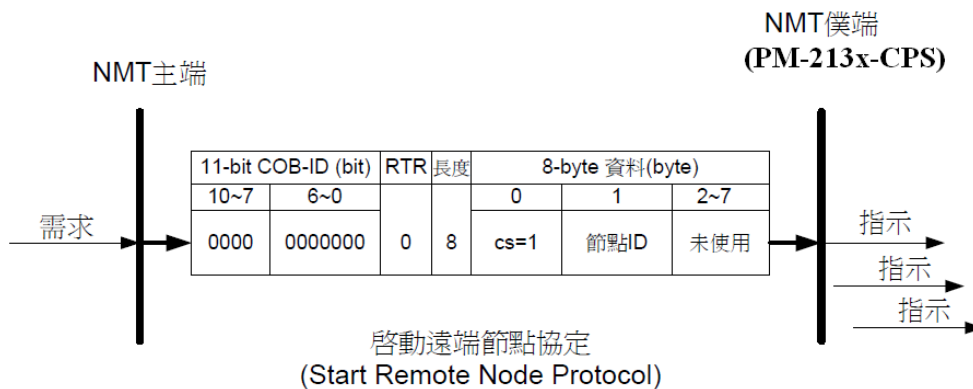 NMT僕端
(PM-213x-CPS)
NMT主端
11-bit COB-ID (bit) RTR 長度 8-byte 資料(byte)
10~7 6~0 0 1 2~7
需求 0000 0000000 0 8 cs=1 節點ID 未使用 指示
指示
指示
啓動遠端節點協定
(Start Remote Node Protocol)